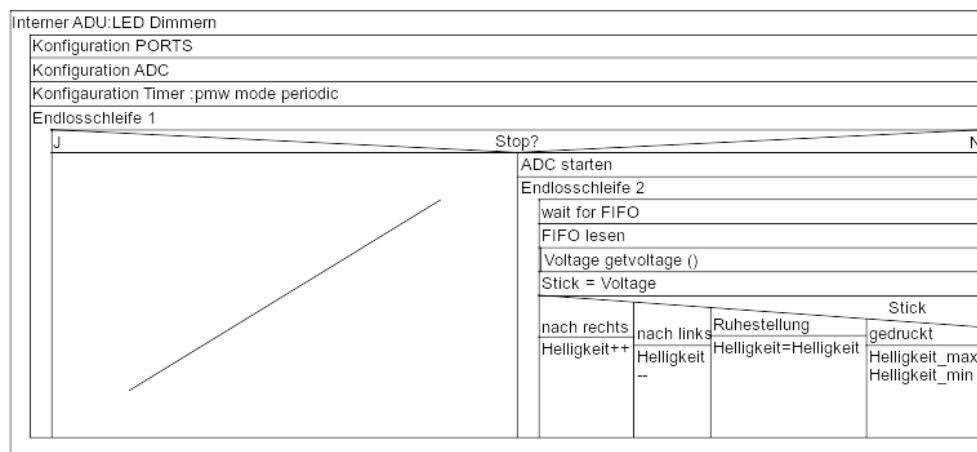 Interner ADU:LED Dimmern
Konfiguration PORTS
Konfiguration ADC
Konfigauration Timer :pmw mode periodic
Endlosschleife 1
J
Stop?
N
ADC starten
Endlosschleife 2
wait for FIFO
FIFO lesen
Voltage getvoltage ()
Stick = Voltage
Stick
nach rechts
Helligkeit++
nach links
Helligkeit
--
Ruhestellung
Helligkeit=Helligkeit
gedruckt
Helligkeit_max
Helligkeit_min